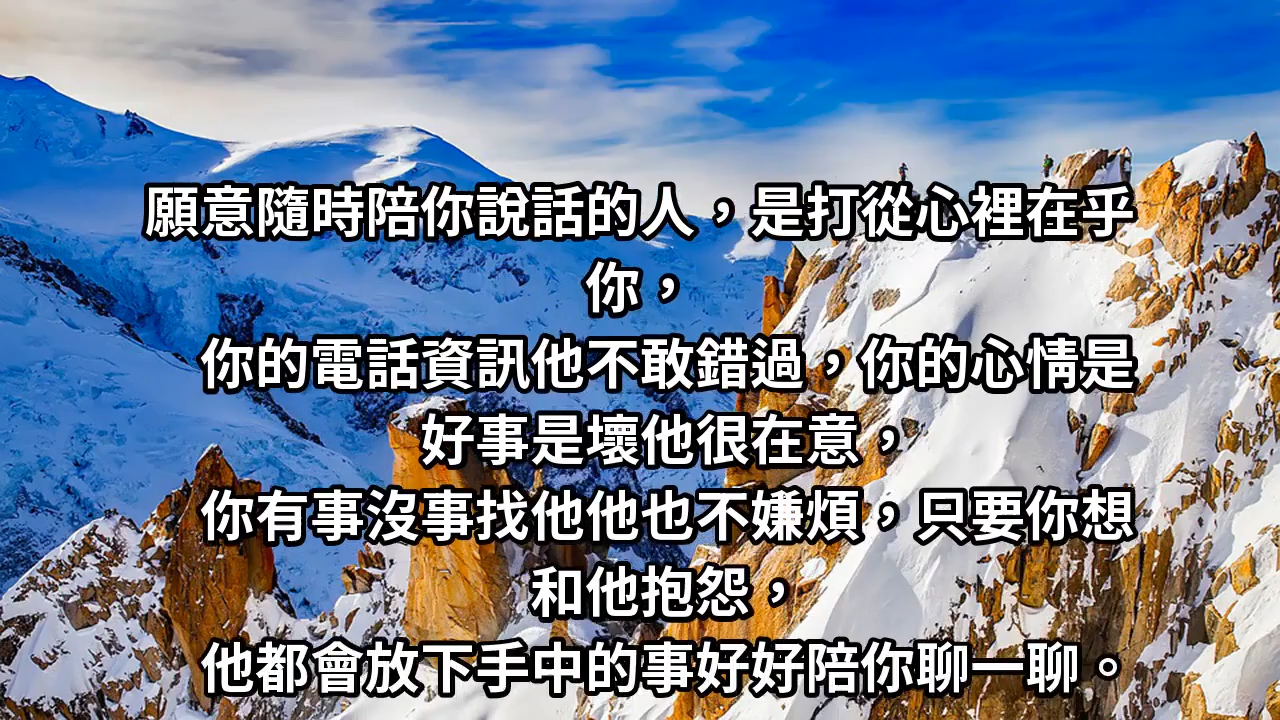 願意隨時陪你說話的人，是打從心裡在乎
你，
你的電話資訊他不敢錯過，你的心情是
好事是壞他很在意，
你有事沒事找他他也不嫌煩，只要你想
和他抱怨，
他都會放下手中的事好好陪你聊一聊。